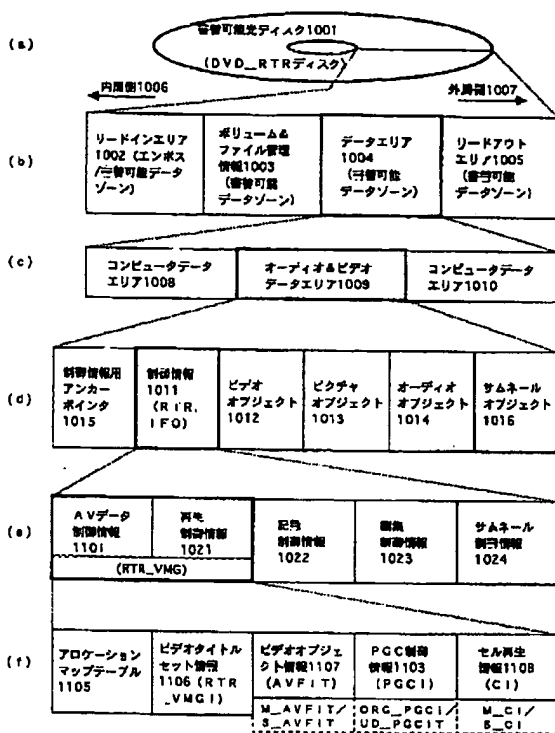 (a)
書替可能光ディスク1001
(DVD_RTRディスク)
内周側1006
外周側1007
(b)
リードインエリア
1002 (エンボス
/書替可能データ
ゾーン)
ボリューム&
ファイル管理
情報1003
(書替可能
データゾーン)
データエリア
1004
(書替可能
データゾーン)
リードアウト
エリア1005
(書替可能
データゾーン)
(c)
コンピュータデータ
エリア1008
オーディオ&ビデオ
データエリア1009
コンピュータデータ
エリア1010
(d)
制御情報用
アンカー
ポインタ
1015
制御情報
1011
(RTR.
IFO)
ビデオ
オブジェクト
1012
ピクチャ
オブジェクト
1013
オーディオ
オブジェクト
1014
サムネール
オブジェクト
1016
(e)
AVデータ
制御情報
1101
再生
制御情報
1021
(RTR_VMG)
記録
制御情報
1022
編集
制御情報
1023
サムネール
制御情報
1024
(f)
アロケーション
マップテーブル
1105
ビデオタイトル
セット情報
1106 (RTR
_VMGI)
ビデオオブジェ
クト情報1107
(AVFIT)
M_AVFIT/
S_AVFIT
PGC制御
情報1103
(PGCI)
ORG_PGCI/
UD_PGCIT
セル再生
情報1108
(CI)
M_CI/
S_CI